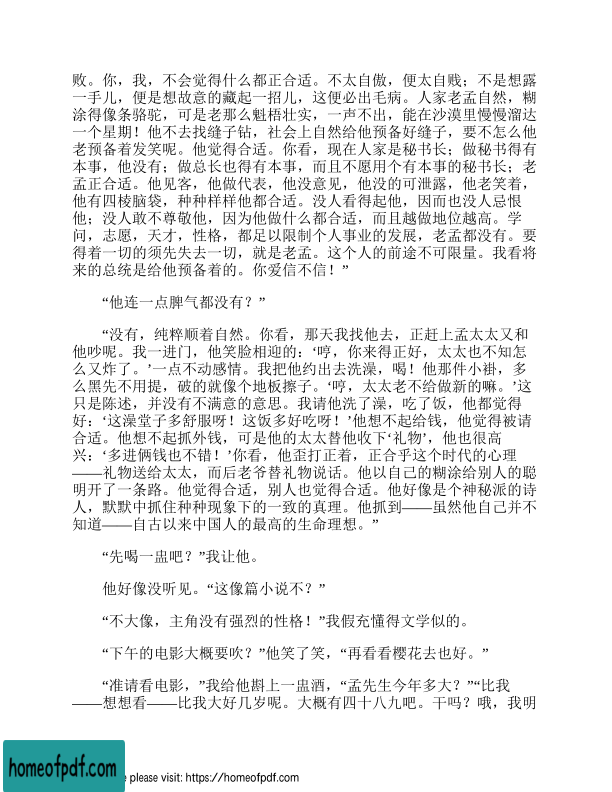 败。你，我，不会觉得什么都正合适。不太自傲，便太自贱；不是想露
一手儿，便是想故意的藏起一招儿，这便必出毛病。人家老孟自然，糊
涂得像条骆驼，可是老那么魁梧壮实，一声不出，能在沙漠里慢慢溜达
一个星期！他不去找缝子钻，社会上自然给他预备好缝子，要不怎么他
老预备着发笑呢。他觉得合适。你看，现在人家是秘书长；做秘书得有
本事，他没有；做总长也得有本事，而且不愿用个有本事的秘书长；老
孟正合适。他见客，他做代表，他没意见，他没的可泄露，他老笑着，
他有四棱脑袋，种种样样他都合适。没人看得起他，因而也没人忌恨
他；没人敢不尊敬他，因为他做什么都合适，而且越做地位越高。学
问，志愿，天才，性格，都足以限制个人事业的发展，老孟都没有。要
得着一切的须先失去一切，就是老孟。这个人的前途不可限量。我看将
来的总统是给他预备着的。你爱信不信！”
“他连一点脾气都没有？”
“没有，纯粹顺着自然。你看，那天我找他去，正赶上孟太太又和
他吵呢。我一进门，他笑脸相迎的：‘哼，你来得正好，太太也不知怎
么又炸了。’一点不动感情。我把他约出去洗澡，喝！他那件小褂，多
么黑先不用提，破的就像个地板擦子。‘哼，太太老不给做新的嘛。’这
只是陈述，并没有不满意的意思。我请他洗了澡，吃了饭，他都觉得
好：‘这澡堂子多舒服呀！这饭多好吃呀！’他想不起给钱，他觉得被请
合适。他想不起抓外钱，可是他的太太替他收下‘礼物’，他也很高
兴：‘多进俩钱也不错！’你看，他歪打正着，正合乎这个时代的心理
——礼物送给太太，而后老爷替礼物说话。他以自己的糊涂给别人的聪
明开了一条路。他觉得合适，别人也觉得合适。他好像是个神秘派的诗
人，默默中抓住种种现象下的一致的真理。他抓到——虽然他自己并不
知道——自古以来中国人的最高的生命理想。”
“先喝一盅吧？”我让他。
他好像没听见。“这像篇小说不？”
“不大像，主角没有强烈的性格！”我假充懂得文学似的。
“下午的电影大概要吹？”他笑了笑，“再看看樱花去也好。”
“准请看电影，”我给他斟上一盅酒，“孟先生今年多大？”“比我
——想想看——比我大好几岁呢。大概有四十八九吧。干吗？哦，我明
homeofpdf.com
e please visit: https://homeofpdf.com